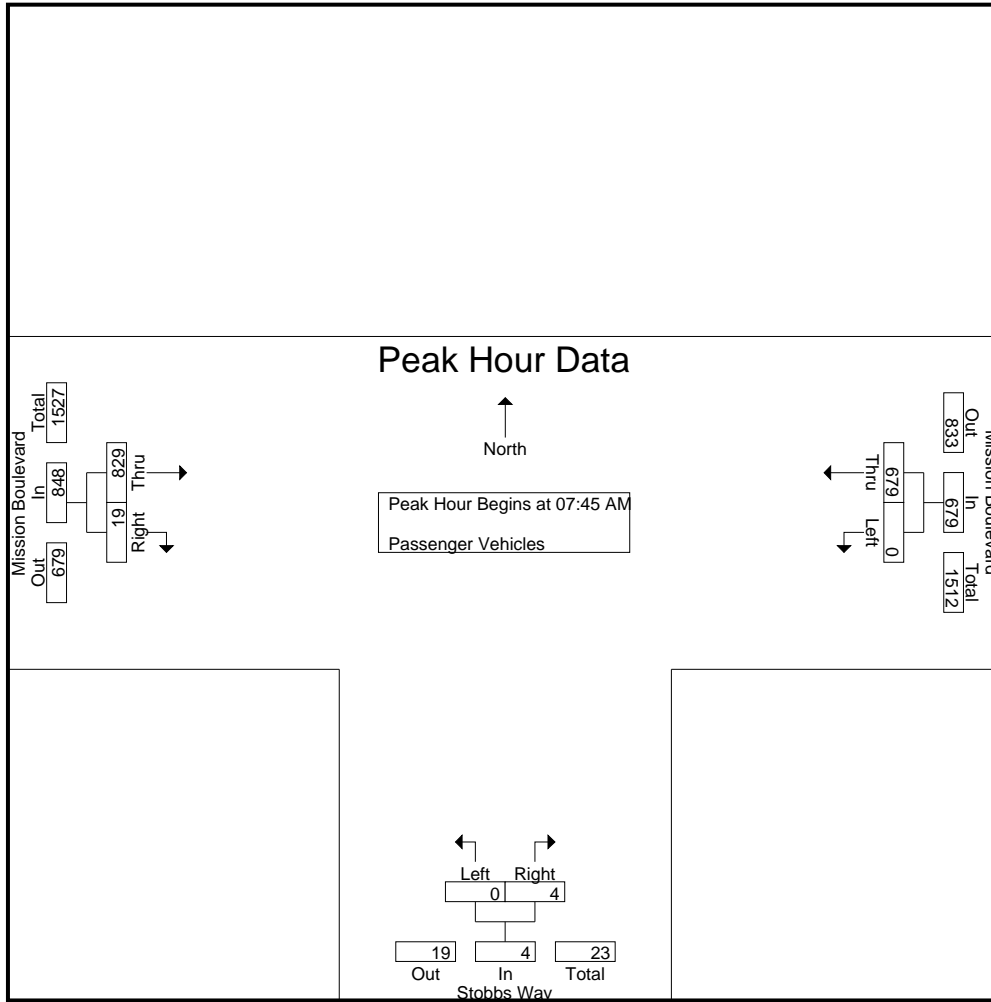 Peak Hour Data
North
Peak Hour Begins at 07:45 AM
Passenger Vehicles
Mission Boulevard
Total
1527
In
848
Out
679
829
Thru
19
Right
Mission Boulevard
Out
833
In
679
Total
1512
Thru
679
Left
0
Left
Right
0
4
19
4
23
Out
In
Total
Stobbs Way